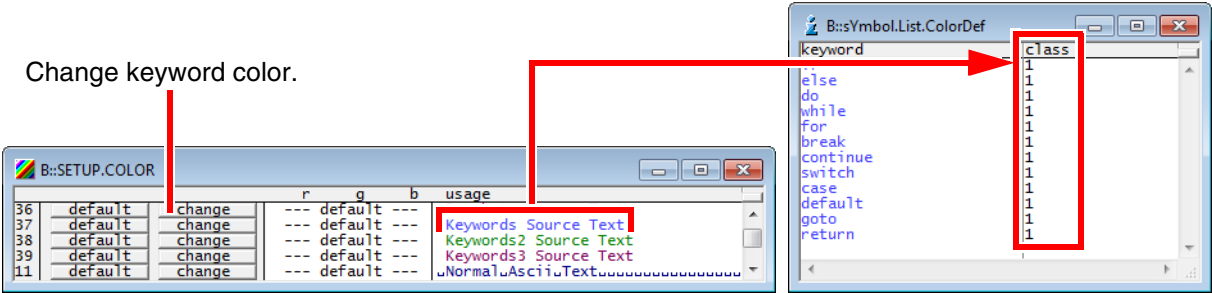 Change keyword color.
B::SETUP.COLOR
r g b usage
36 default change --- default ---
37 default change --- default --- Keywords Source Text
38 default change --- default --- Keywords2 Source Text
39 default change --- default --- Keywords3 Source Text
11 default change --- default --- Normal Ascii Text
B::sYmbol.List.ColorDef
keyword class
1
else 1
do 1
while 1
for 1
break 1
continue 1
switch 1
case 1
default 1
goto 1
return 1